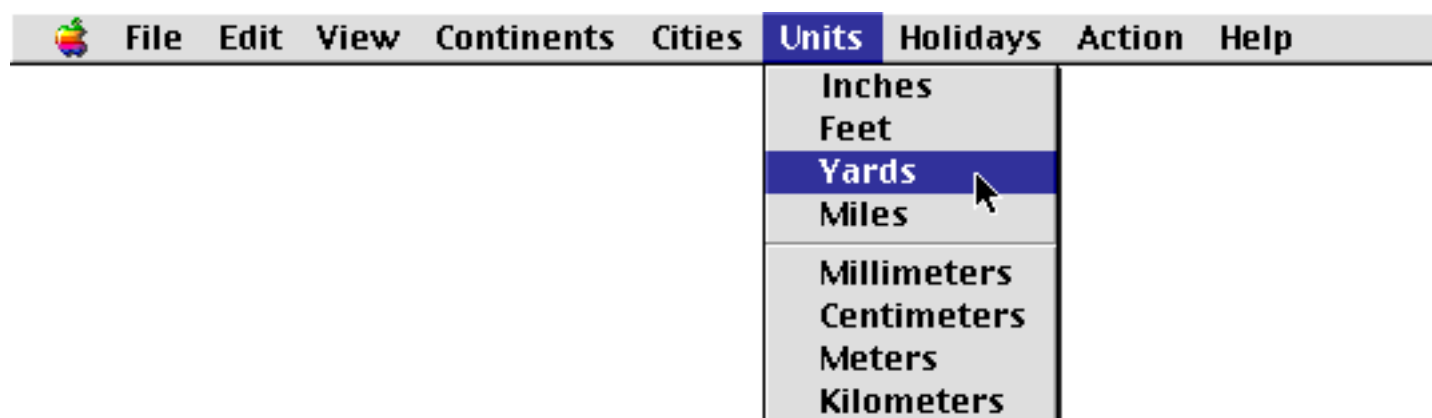 File Edit View Continents Cities Units Holidays Action Help
Inches
Feet
Yards
Miles
Millimeters
Centimeters
Meters
Kilometers